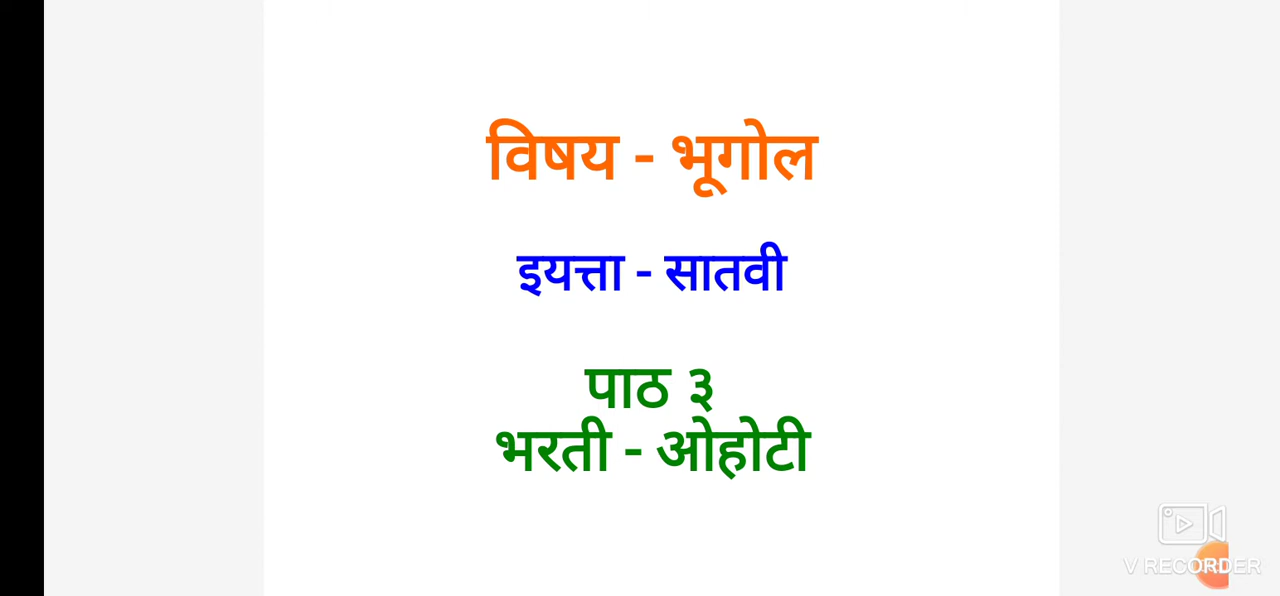 विषय - भूगोल
इयत्ता - सातवी
पाठ ३
भरती - ओहोटी
V RECORDER